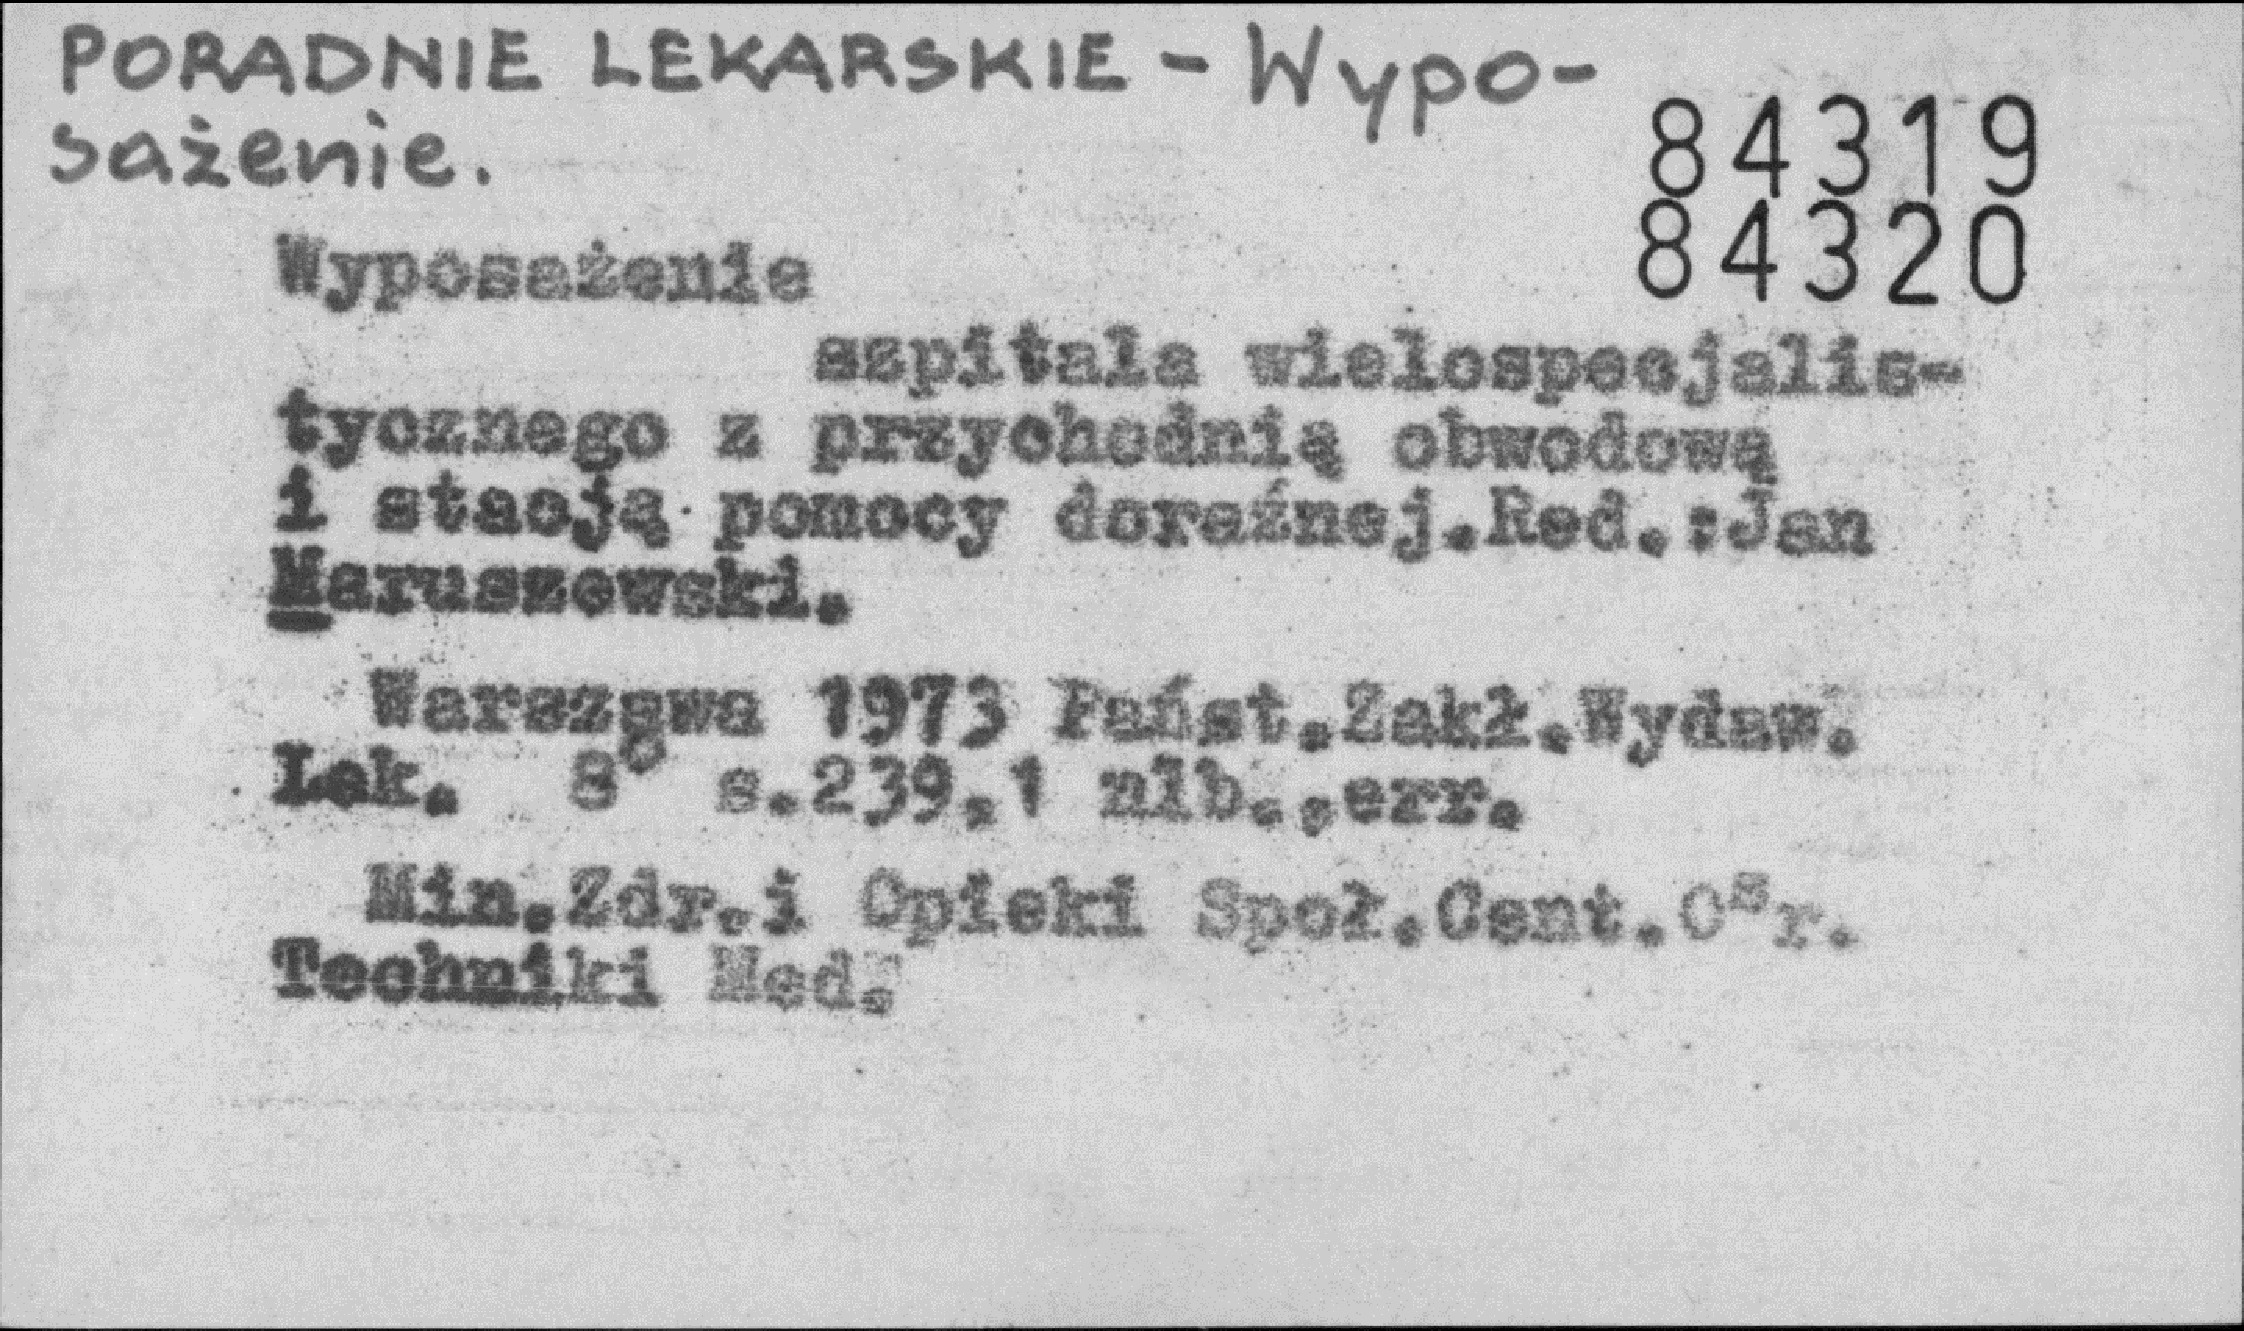 PORADNIE LEKARSKIE - Wypo-
sażenie.
84319
84320
Wyposażenie
szpitala wielospecjalis-
tycznego z przychodnią obwodową
i stacją pomocy doraźnej.Red.:Jan
Maruszewski.
Warszawa 1973 Państ.Zakł.Wydaw.
Lek. 8° s.239,1 nlb.,err.
Min.Zdr.i Opieki Społ.Cent.Osr.
Techniki Med.